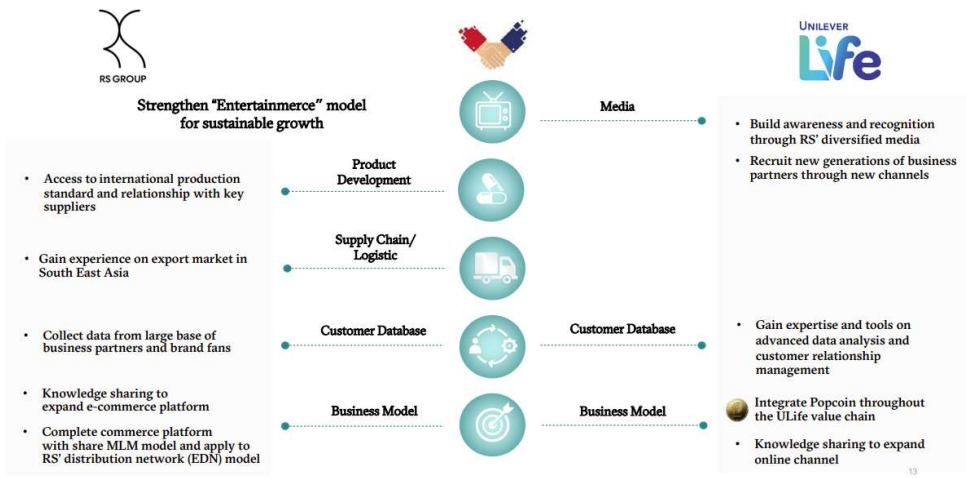 RS GROUP
UNILEVER
Life
Strengthen “Entertainmerce” model
for sustainable growth
Media
• Build awareness and recognition
through RS’ diversified media
• Recruit new generations of business
partners through new channels
Product
Development
• Access to international production
standard and relationship with key
suppliers
Supply Chain/
Logistic
• Gain experience on export market in
South East Asia
Customer Database
• Collect data from large base of
business partners and brand fans
Customer Database
• Gain expertise and tools on
advanced data analysis and
customer relationship
management
Business Model
• Knowledge sharing to
expand e-commerce platform
• Complete commerce platform
with share MLM model and apply to
RS’ distribution network (EDN) model
Business Model
Integrate Popcoin throughout
the ULife value chain
• Knowledge sharing to expand
online channel
13